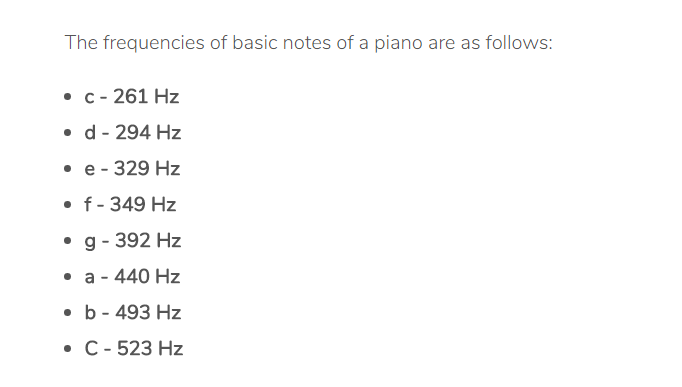 The frequencies of basic notes of a piano are as follows:
• c - 261 Hz
• d - 294 Hz
• e - 329 Hz
• f - 349 Hz
• g - 392 Hz
• a - 440 Hz
• b - 493 Hz
• C - 523 Hz